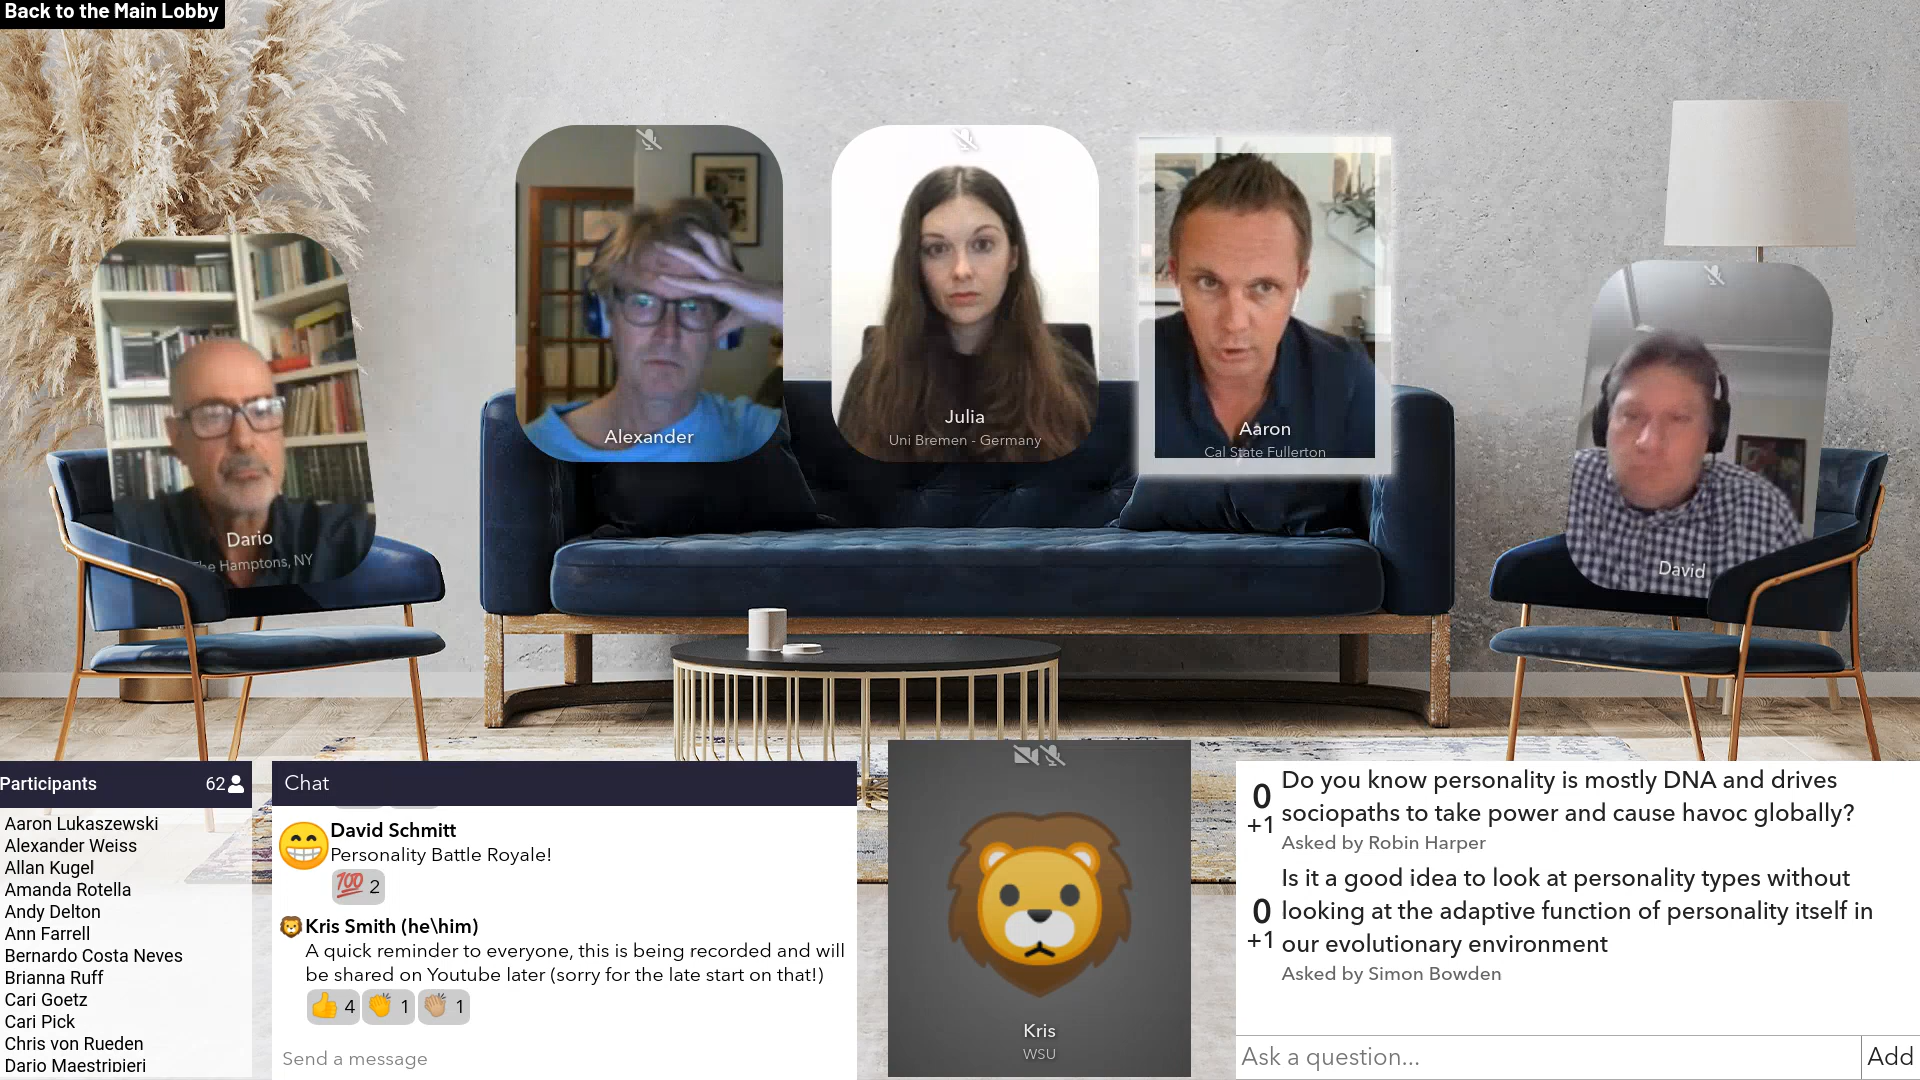 Back to the Main Lobby
Alexander
Julia
Uni Bremen - Germany
Aaron
Cal State Fullerton
Dario
The Hamptons, NY
David
Participants 62
Aaron Lukaszewski
Alexander Weiss
Allan Kugel
Amanda Rotella
Andy Delton
Ann Farrell
Bernardo Costa Neves
Brianna Ruff
Cari Goetz
Cari Pick
Chris von Rueden
Dario Maestripieri
Chat
David Schmitt
Personality Battle Royale!
💯 2
Kris Smith (he\him)
A quick reminder to everyone, this is being recorded and will
be shared on Youtube later (sorry for the late start on that!)
👍 4 👏 1 👏🏼 1
Send a message
Kris
WSU
0
+1
Do you know personality is mostly DNA and drives
sociopaths to take power and cause havoc globally?
Asked by Robin Harper
0
+1
Is it a good idea to look at personality types without
looking at the adaptive function of personality itself in
our evolutionary environment
Asked by Simon Bowden
Ask a question...
Add